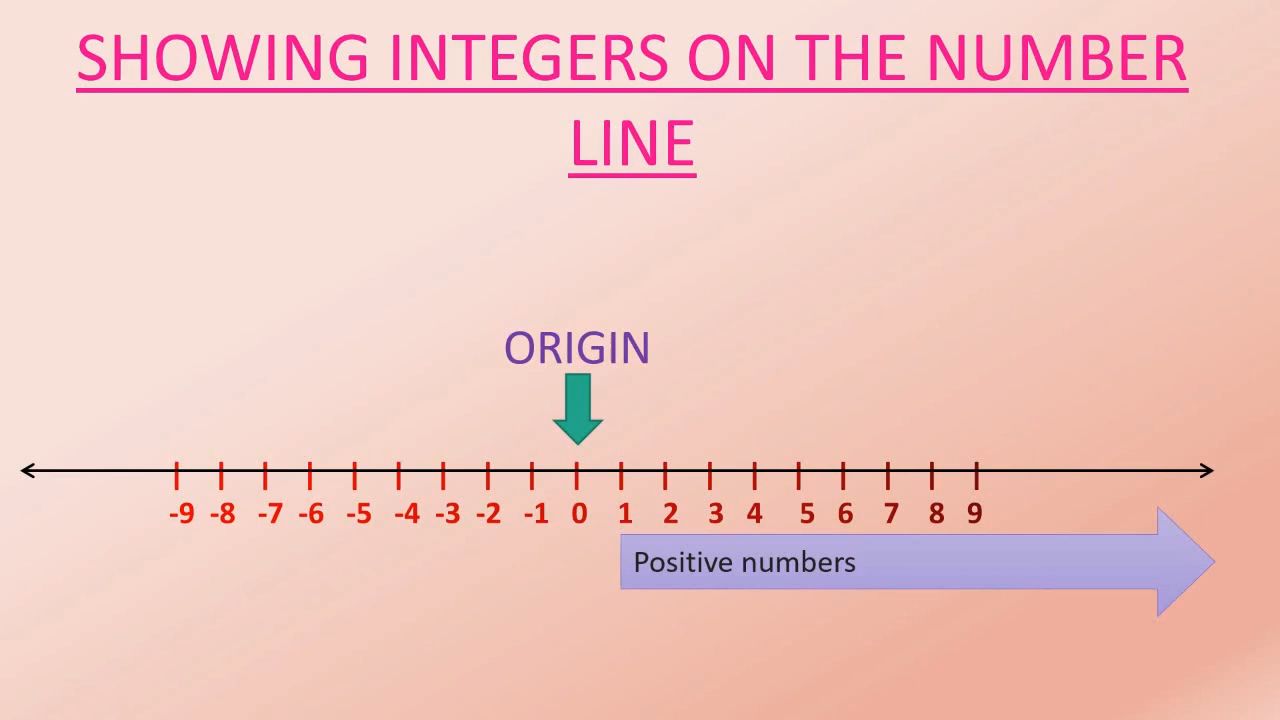 SHOWING INTEGERS ON THE NUMBER
LINE
ORIGIN
-9 -8 -7 -6 -5 -4 -3 -2 -1 0 1 2 3 4 5 6 7 8 9
Positive numbers